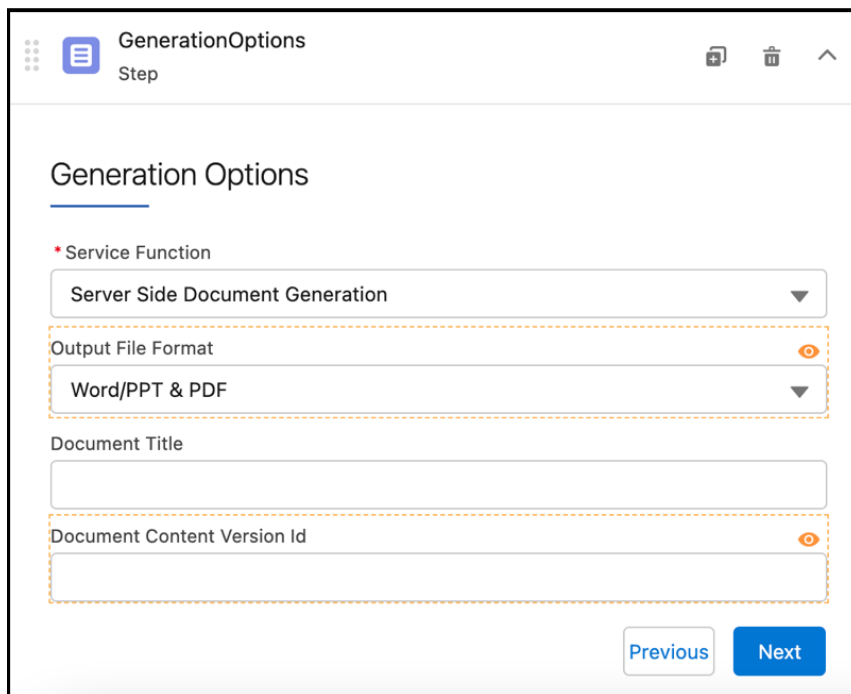 GenerationOptions
Step
Generation Options
* Service Function
Server Side Document Generation
Output File Format
Word/PPT & PDF
Document Title
Document Content Version Id
Previous Next